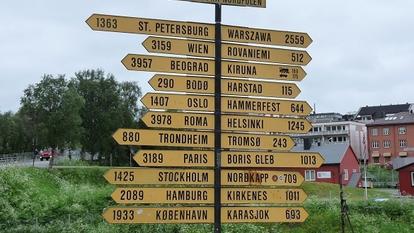 NORDPOLEN
1363 ST. PETERSBURG WARSZAWA 2559
3159 WIEN ROVANIEMI 512
3957 BEOGRAD KIRUNA
290 BODØ HARSTAD 115
1407 OSLO HAMMERFEST 644
3978 ROMA HELSINKI 1245
880 TRONDHEIM TROMSØ 243
3189 PARIS BORIS GLEB 1013
1425 STOCKHOLM NORDKAPP 709
2089 HAMBURG KIRKENES 1011
1933 KØBENHAVN KARASJOK 693